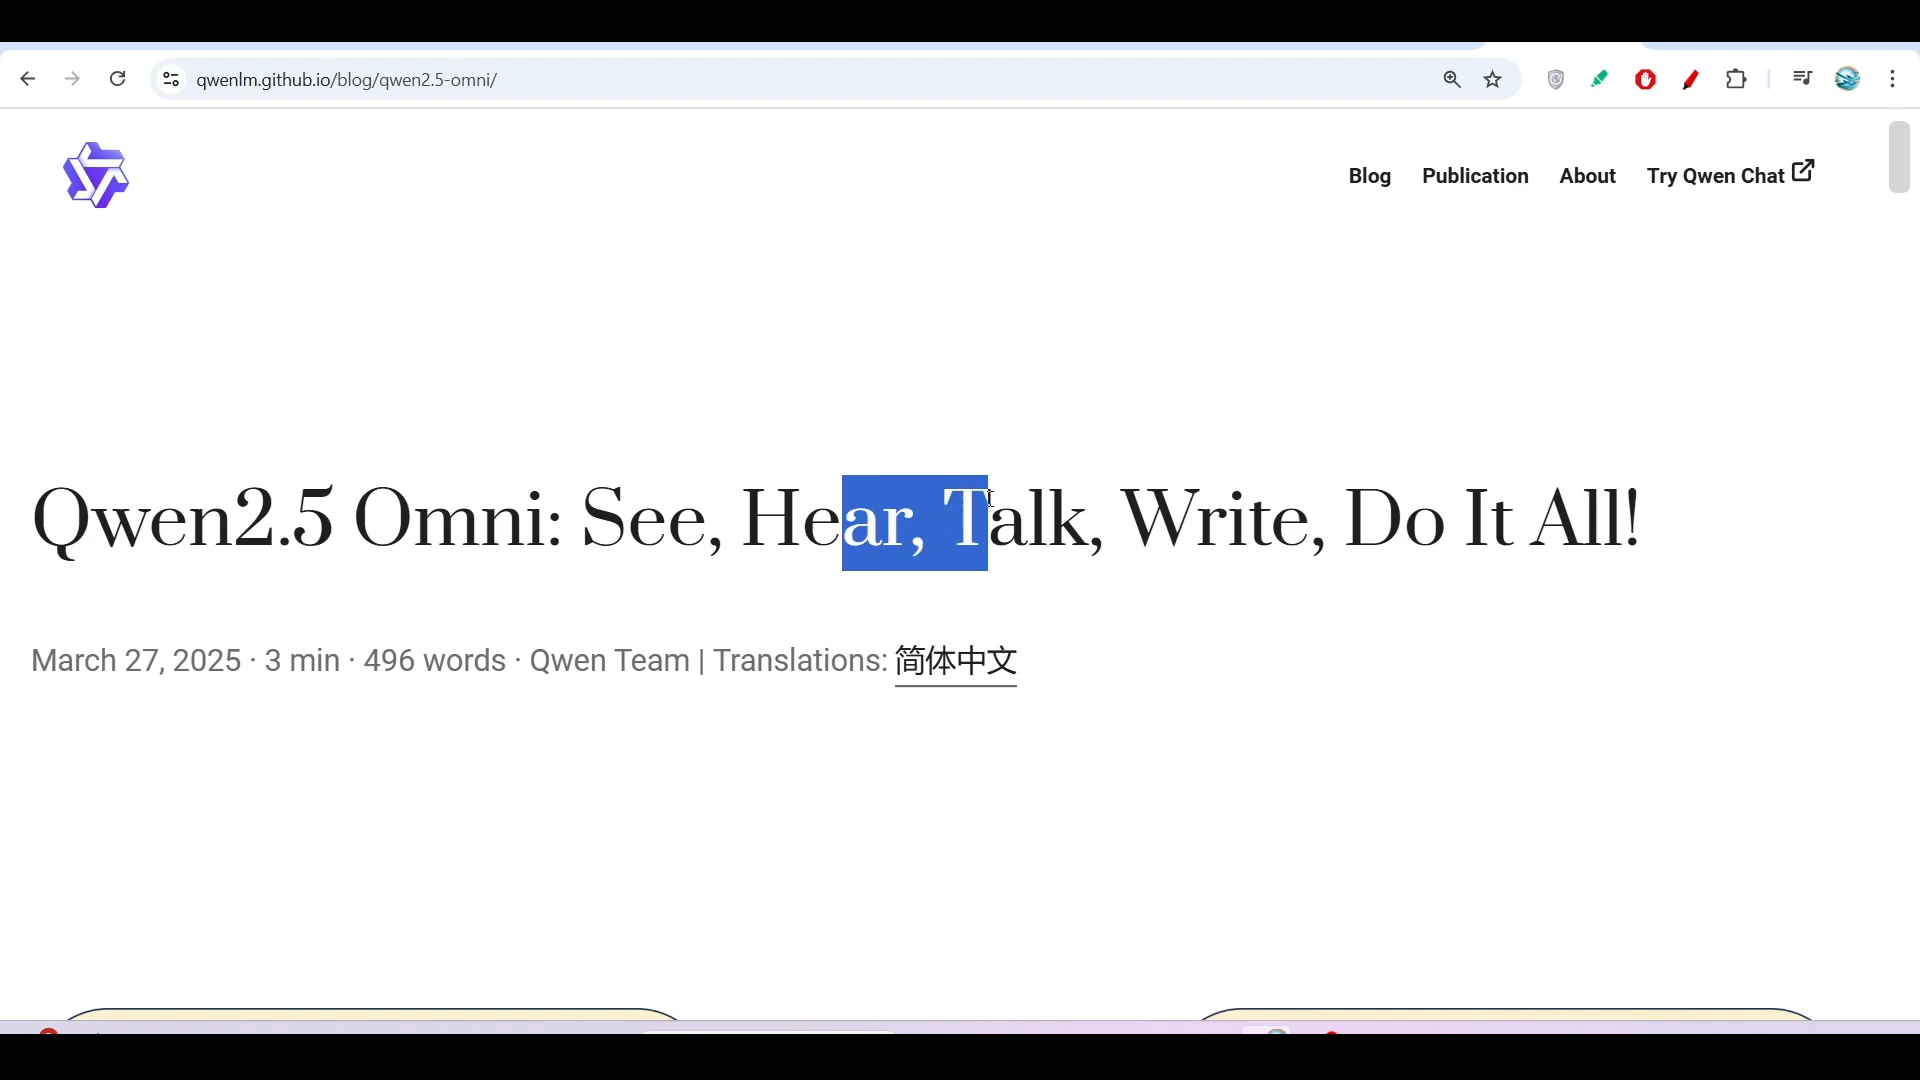 qwenlm.github.io/blog/qwen2.5-omni/
Blog Publication About Try Qwen Chat
Qwen2.5 Omni: See, Hear, Talk, Write, Do It All!
March 27, 2025 · 3 min · 496 words · Qwen Team | Translations: 简体中文